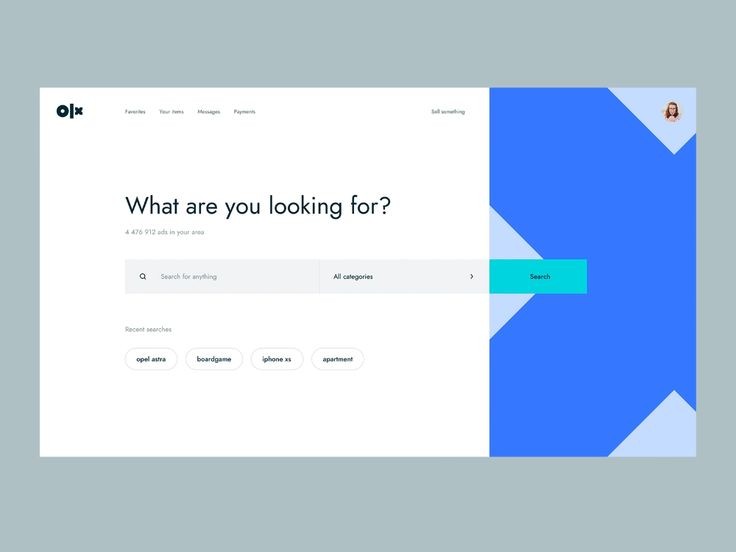 olx
Favorites Your items Messages Payments Sell something
What are you looking for?
4 476 912 ads in your area
Search for anything All categories Search
Recent searches
opel astra boardgame iphone xs apartment